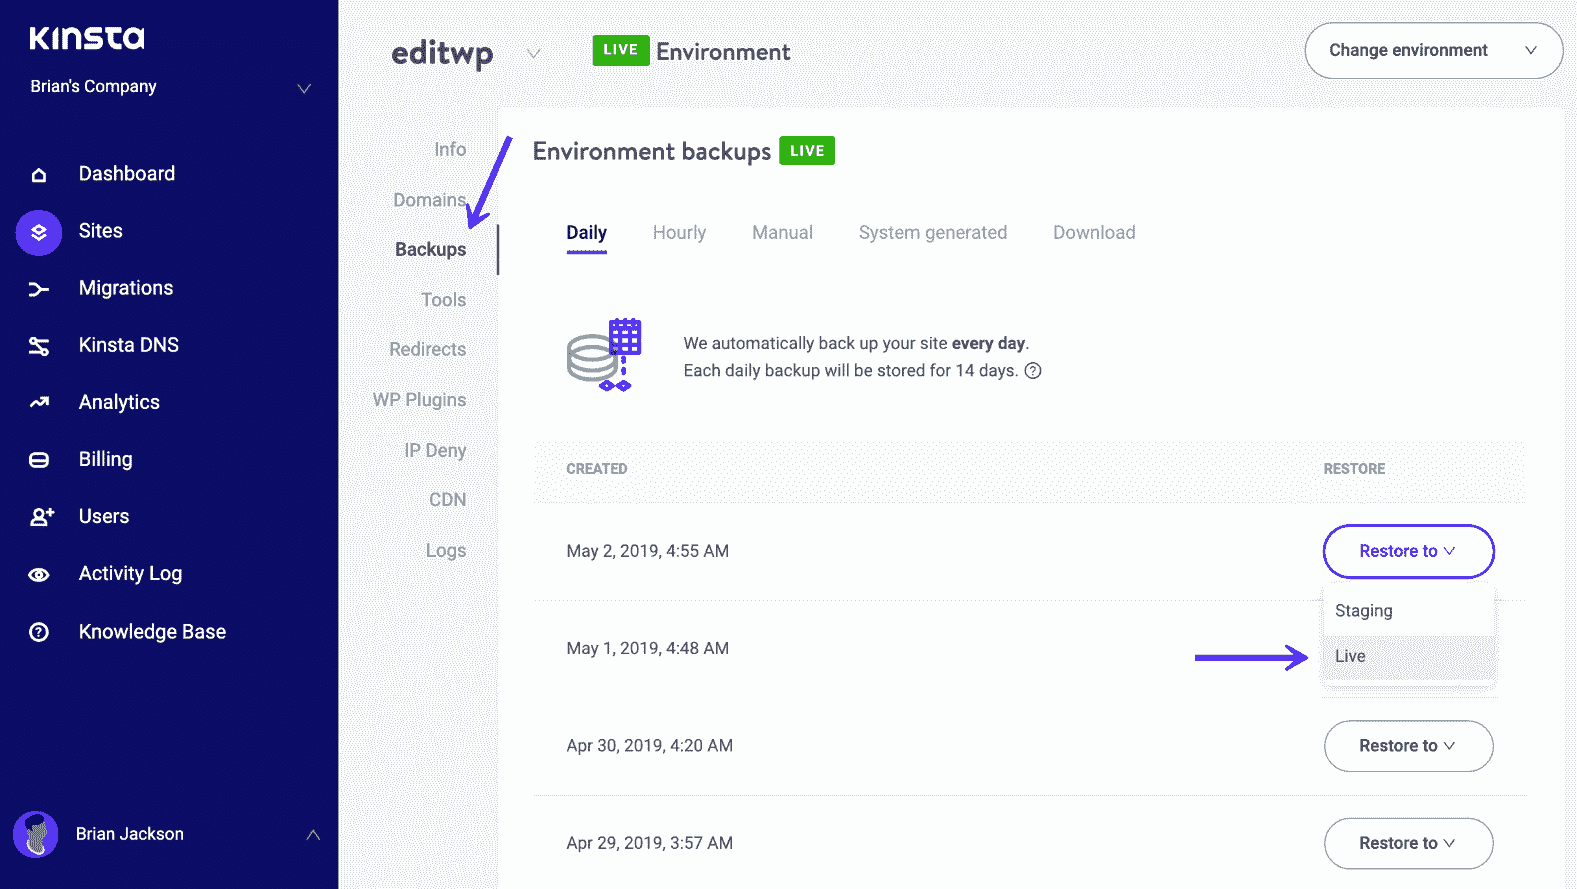 Kinsta
Brian's Company
Dashboard
Sites
Migrations
Kinsta DNS
Analytics
Billing
Users
Activity Log
Knowledge Base
Brian Jackson
editwp
LIVE Environment
Change environment
Info
Domains
Backups
Tools
Redirects
WP Plugins
IP Deny
CDN
Logs
Environment backups LIVE
Daily Hourly Manual System generated Download
We automatically back up your site every day.
Each daily backup will be stored for 14 days. ?
CREATED RESTORE
May 2, 2019, 4:55 AM Restore to
Staging
May 1, 2019, 4:48 AM
Live
Apr 30, 2019, 4:20 AM Restore to
Apr 29, 2019, 3:57 AM Restore to